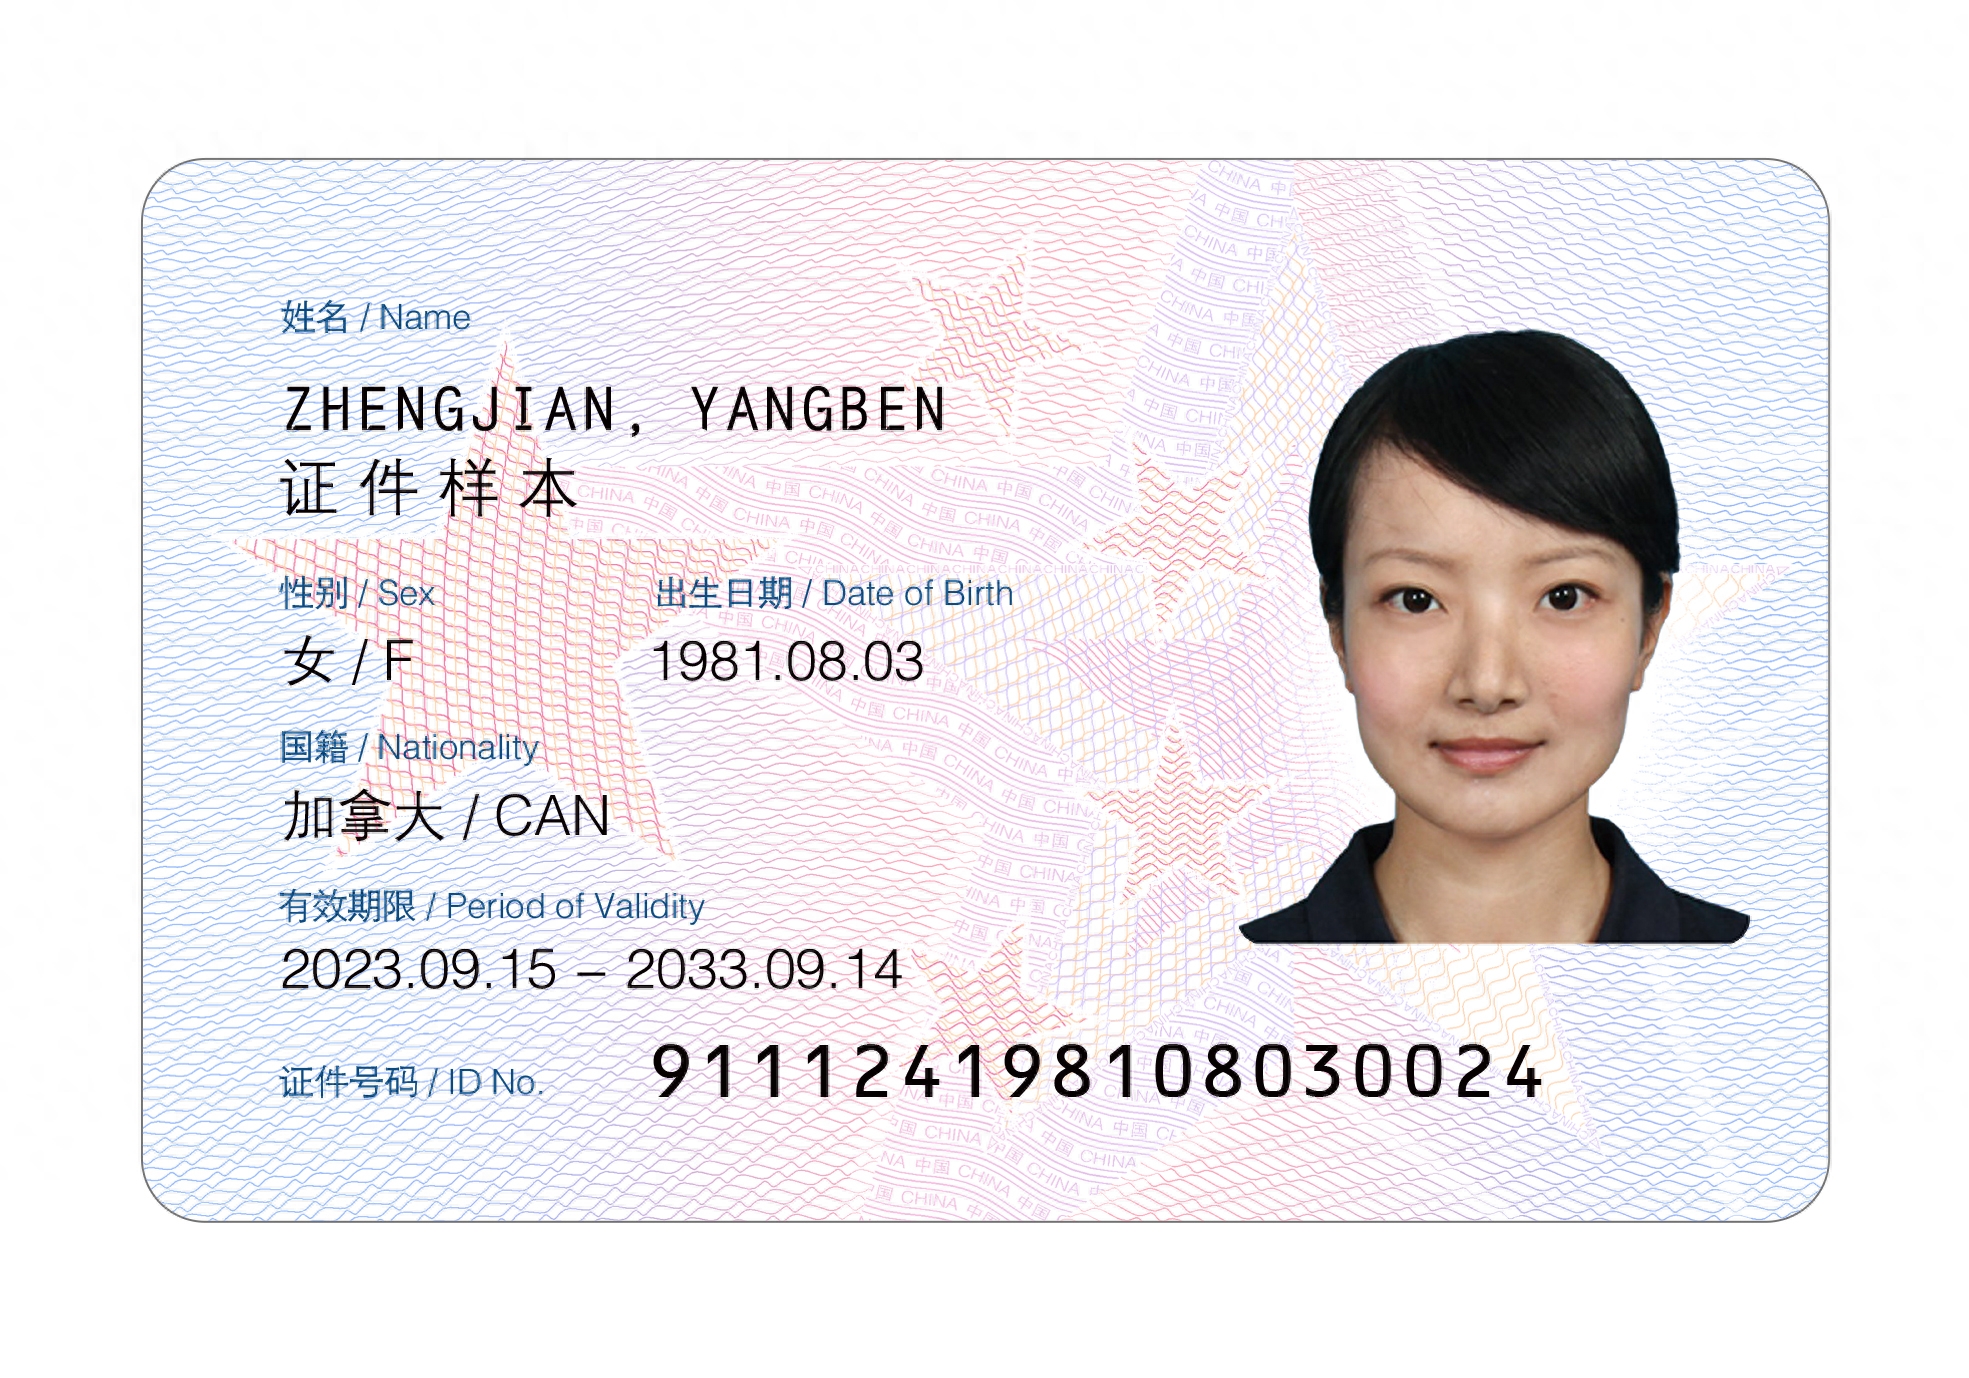 姓名 / Name
ZHENGJIAN, YANGBEN
证件样本
性别 / Sex
出生日期 / Date of Birth
女 / F
1981.08.03
国籍 / Nationality
加拿大 / CAN
有效期限 / Period of Validity
2023.09.15 – 2033.09.14
证件号码 / ID No.
911124198108030024